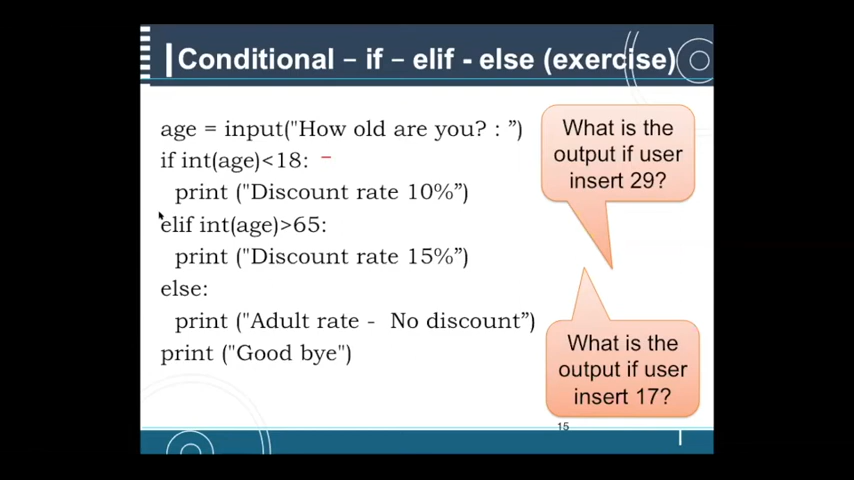 Conditional – if – elif - else (exercise)
age = input("How old are you? : ”)
if int(age)<18:
print ("Discount rate 10%”)
elif int(age)>65:
print ("Discount rate 15%”)
else:
print ("Adult rate -  No discount”)
print ("Good bye")
What is the
output if user
insert 29?
What is the
output if user
insert 17?
15